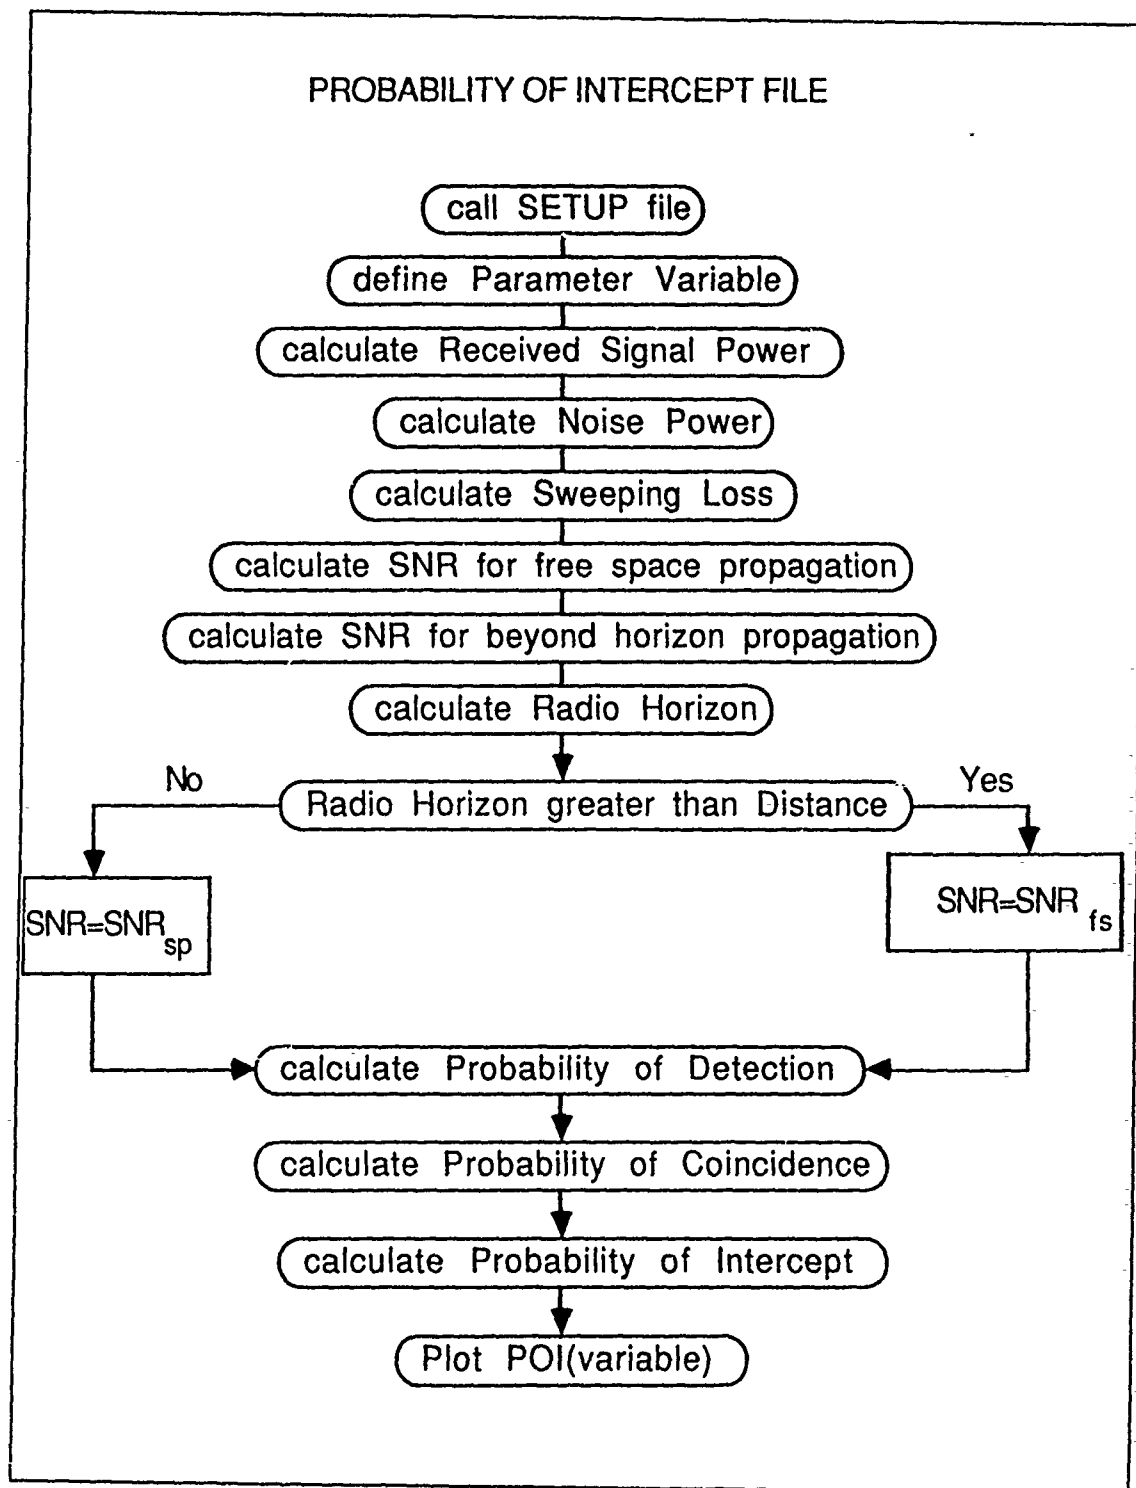 PROBABILITY OF INTERCEPT FILE
call SETUP file
define Parameter Variable
calculate Received Signal Power
calculate Noise Power
calculate Sweeping Loss
calculate SNR for free space propagation
calculate SNR for beyond horizon propagation
calculate Radio Horizon
No
Radio Horizon greater than Distance
Yes
SNR=SNR sp
SNR=SNR fs
calculate Probability of Detection
calculate Probability of Coincidence
calculate Probability of Intercept
Plot POI(variable)